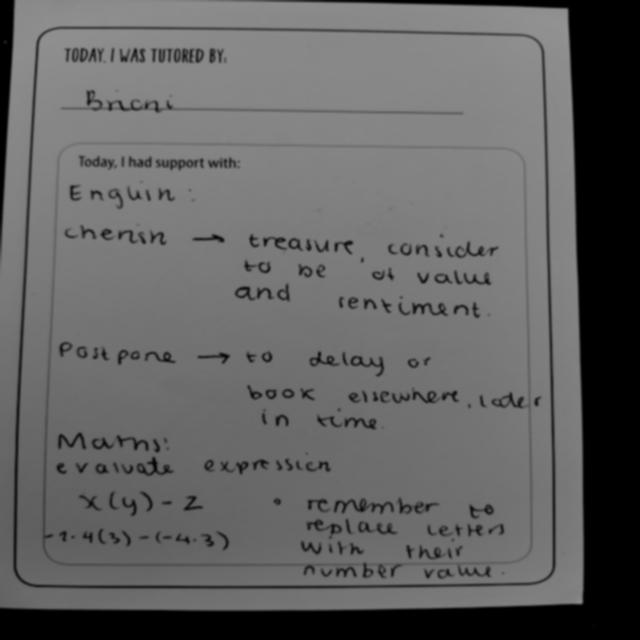 TODAY, I WAS TUTORED BY:
Briani
Today, I had support with:
English:
cherish → treasure, consider
to be of value
and sentiment.
Postpone → to delay or
book elsewhere, later
in time.
Maths:
evaluate expression
x(y) - z • remember to
replace letters
-2.4(3)-(-4.3) with their
number value.